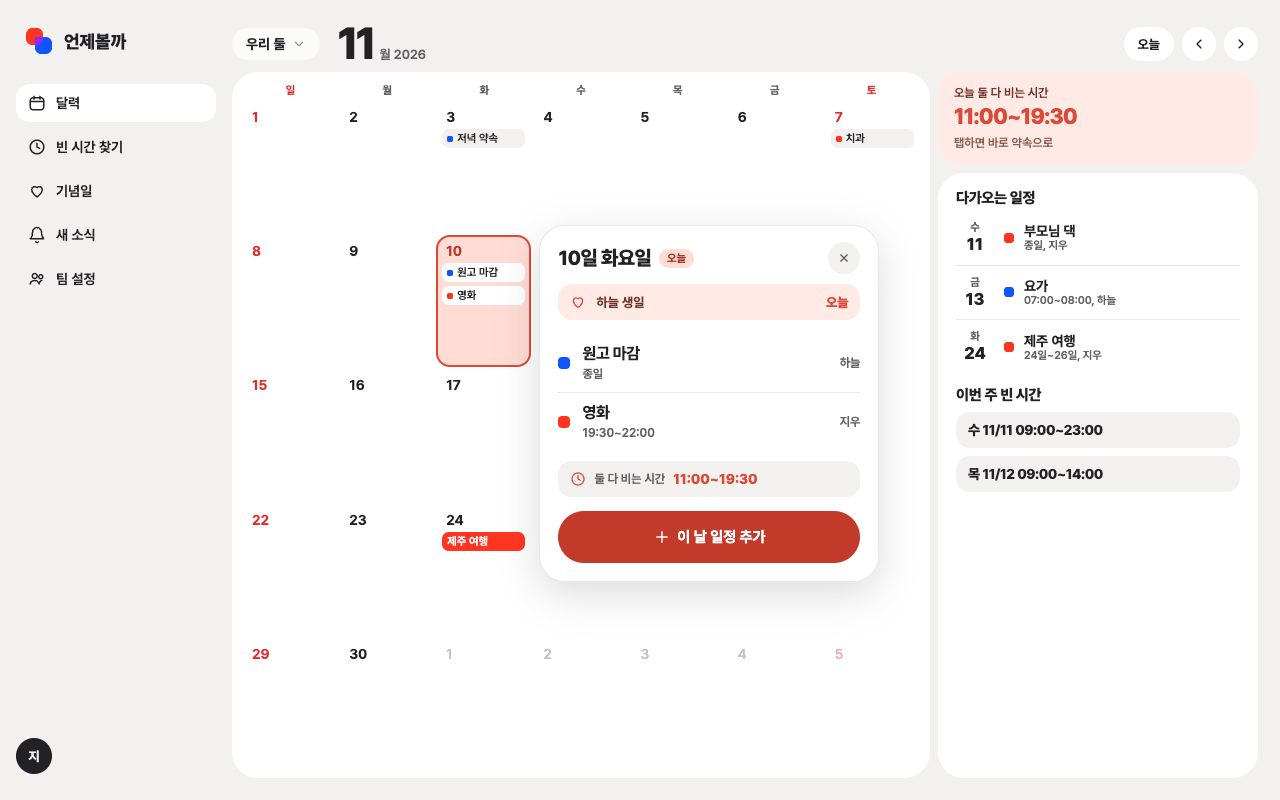 언제볼까
달력
빈 시간 찾기
기념일
새 소식
팀 설정
지
우리 둘
11 월 2026
오늘
일 월 화 수 목 금 토
1 2 3 4 5 6 7
저녁 약속 치과
8 9 10
원고 마감
영화
15 16 17
22 23 24
제주 여행
29 30 1 2 3 4 5
10일 화요일 오늘
하늘 생일 오늘
원고 마감
종일
하늘
영화
19:30~22:00
지우
둘 다 비는 시간 11:00~19:30
이 날 일정 추가
오늘 둘 다 비는 시간
11:00~19:30
탭하면 바로 약속으로
다가오는 일정
수
11
부모님 댁
종일, 지우
금
13
요가
07:00~08:00, 하늘
화
24
제주 여행
24일~26일, 지우
이번 주 빈 시간
수 11/11 09:00~23:00
목 11/12 09:00~14:00